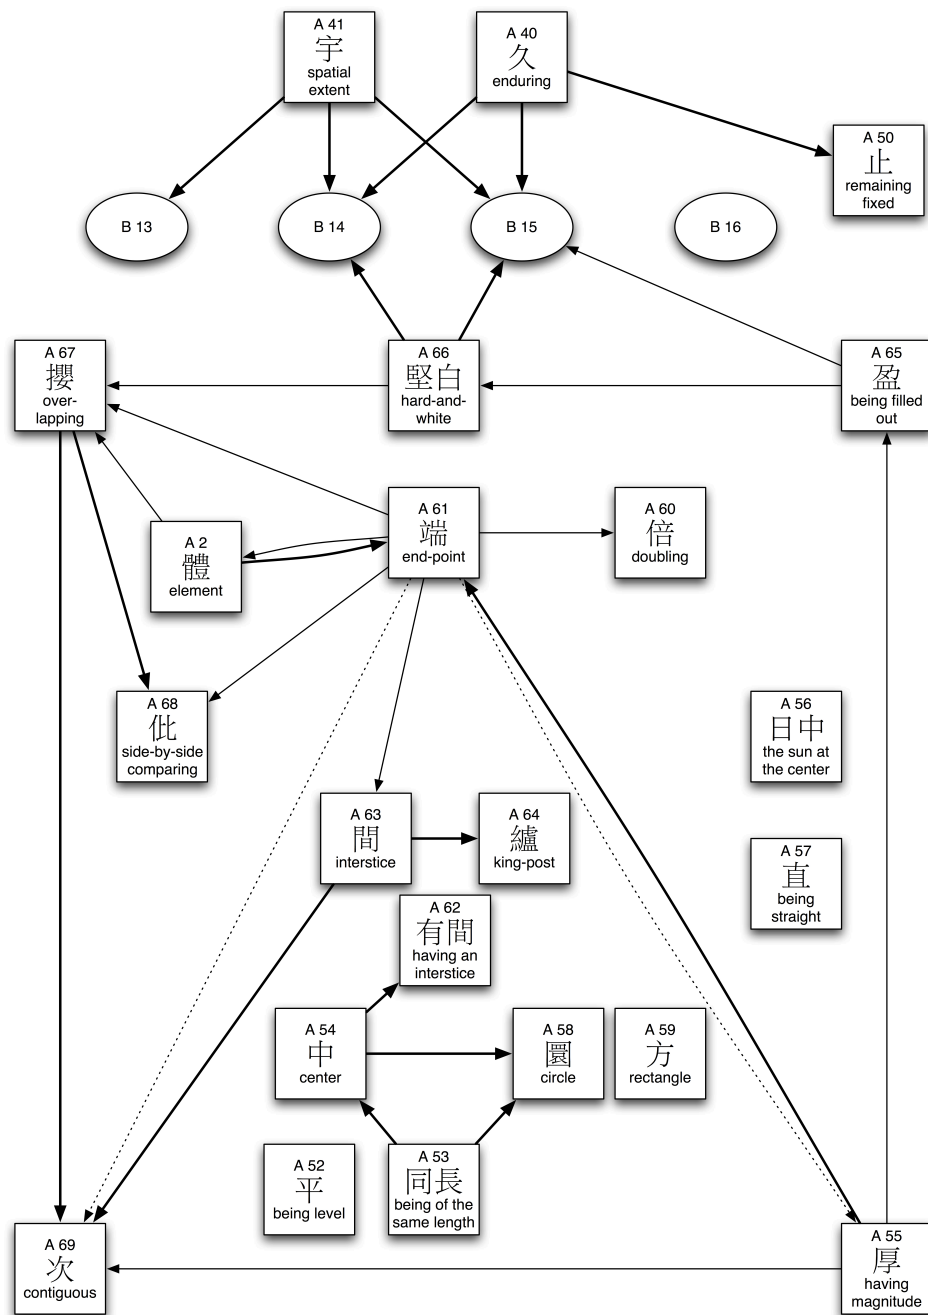 A 41
宇
spatial
extent
A 40
久
enduring
A 50
止
remaining
fixed
B 13
B 14
B 15
B 16
A 67
攖
over-
lapping
A 66
堅白
hard-and-
white
A 65
盈
being filled
out
A 61
端
end-point
A 60
倍
doubling
A 2
體
element
A 68
仳
side-by-side
comparing
A 56
日中
the sun at
the center
A 63
間
interstice
A 64
纑
king-post
A 57
直
being
straight
A 62
有間
having an
interstice
A 54
中
center
A 58
圜
circle
A 59
方
rectangle
A 52
平
being level
A 53
同長
being of the
same length
A 69
次
contiguous
A 55
厚
having
magnitude